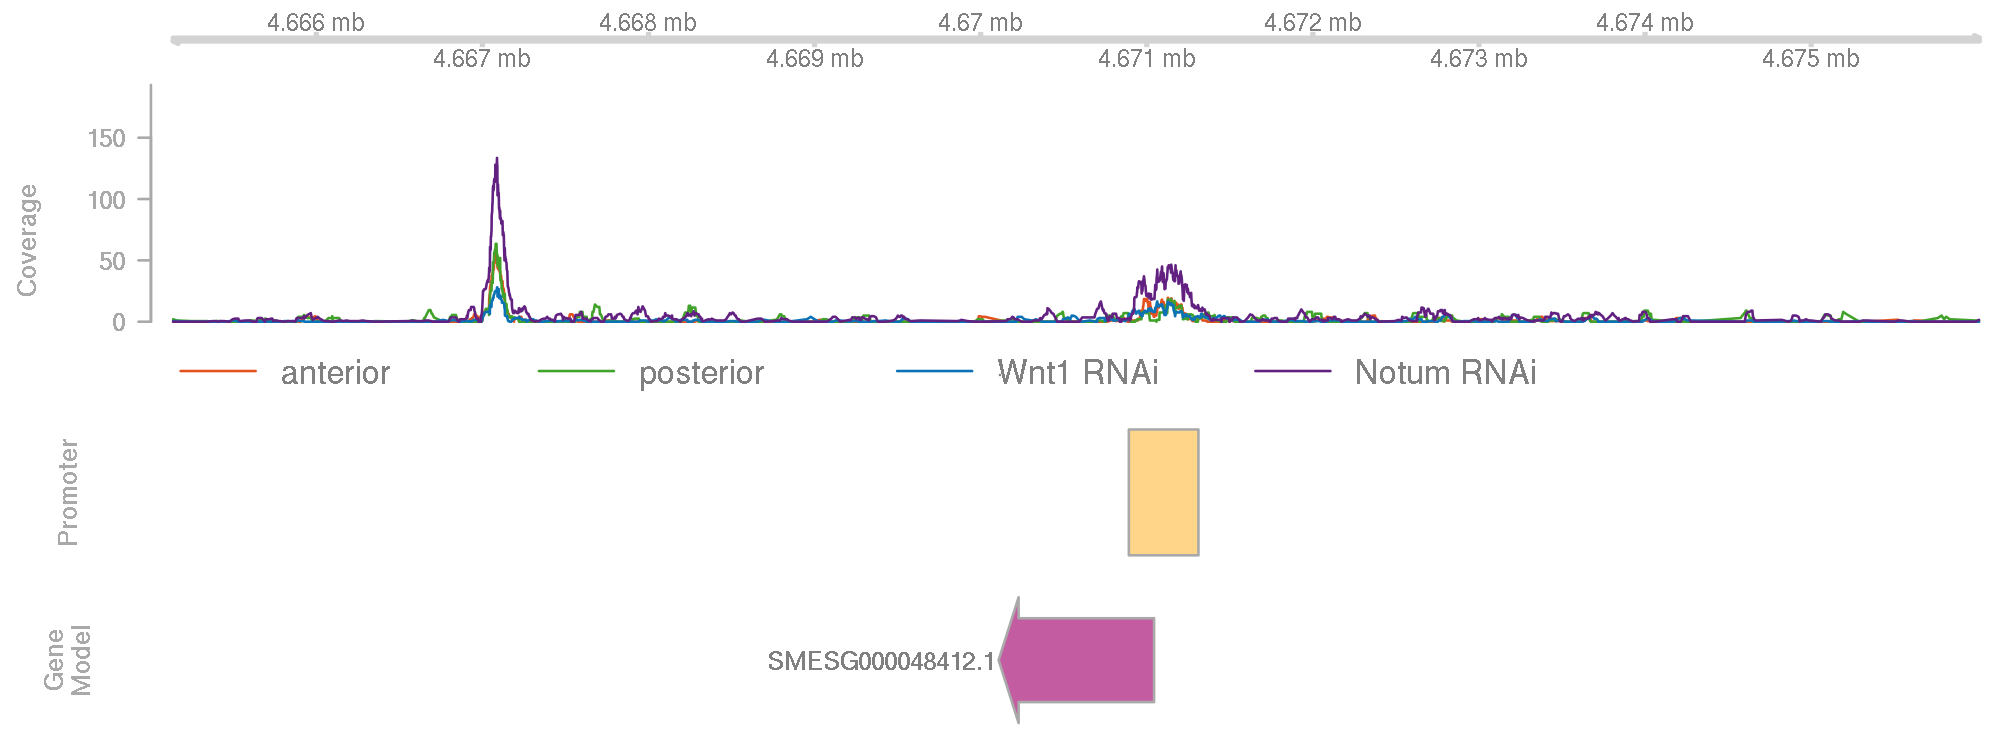 4.666 mb 4.668 mb 4.67 mb 4.672 mb 4.674 mb
4.667 mb 4.669 mb 4.671 mb 4.673 mb 4.675 mb
Coverage
150
100
50
0
anterior posterior Wnt1 RNAi Notum RNAi
Promoter
Gene
Model
SMESG000048412.1